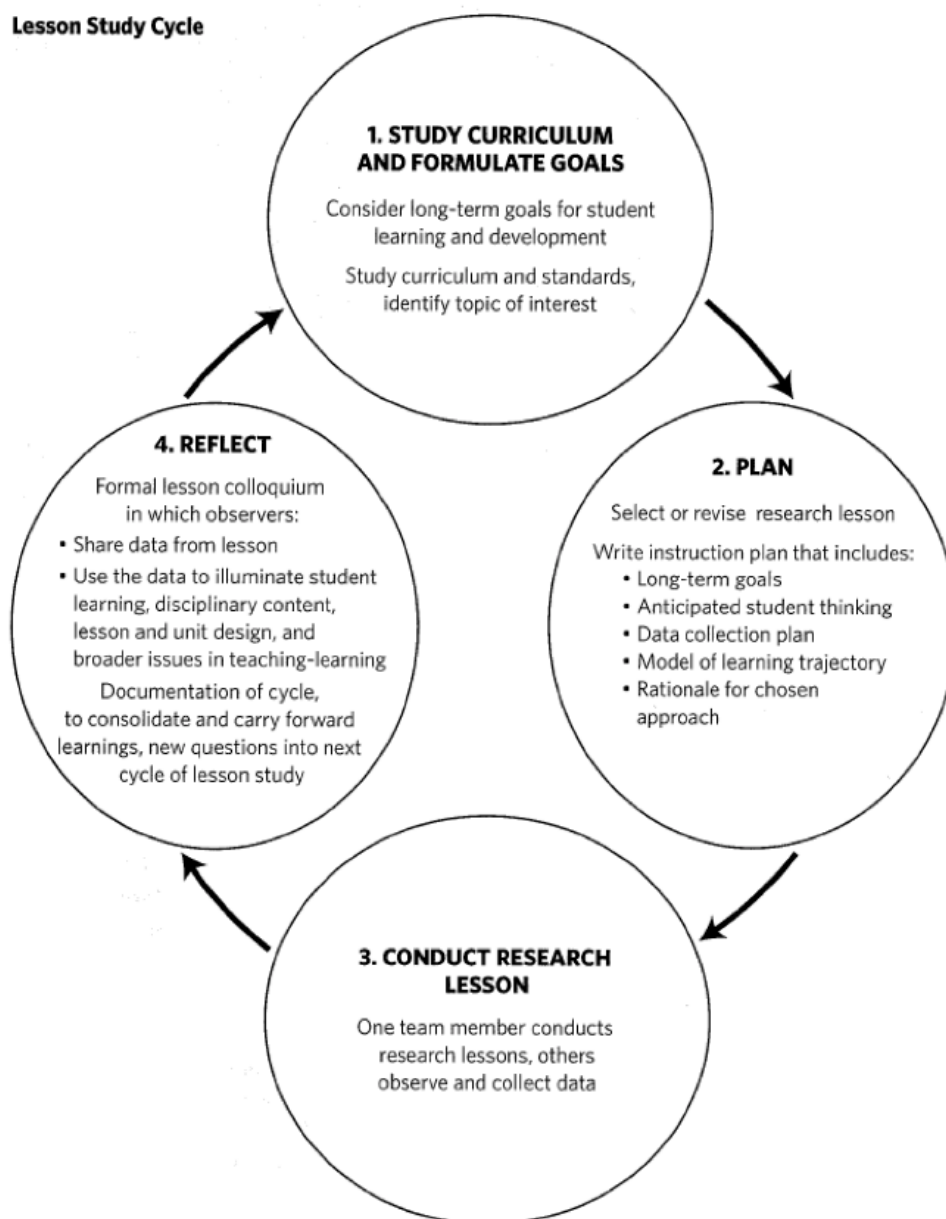 Lesson Study Cycle
1. STUDY CURRICULUM
AND FORMULATE GOALS
Consider long-term goals for student
learning and development
Study curriculum and standards,
identify topic of interest
2. PLAN
Select or revise research lesson
Write instruction plan that includes:
• Long-term goals
• Anticipated student thinking
• Data collection plan
• Model of learning trajectory
• Rationale for chosen
approach
3. CONDUCT RESEARCH
LESSON
One team member conducts
research lessons, others
observe and collect data
4. REFLECT
Formal lesson colloquium
in which observers:
• Share data from lesson
• Use the data to illuminate student
learning, disciplinary content,
lesson and unit design, and
broader issues in teaching-learning
Documentation of cycle,
to consolidate and carry forward
learnings, new questions into next
cycle of lesson study